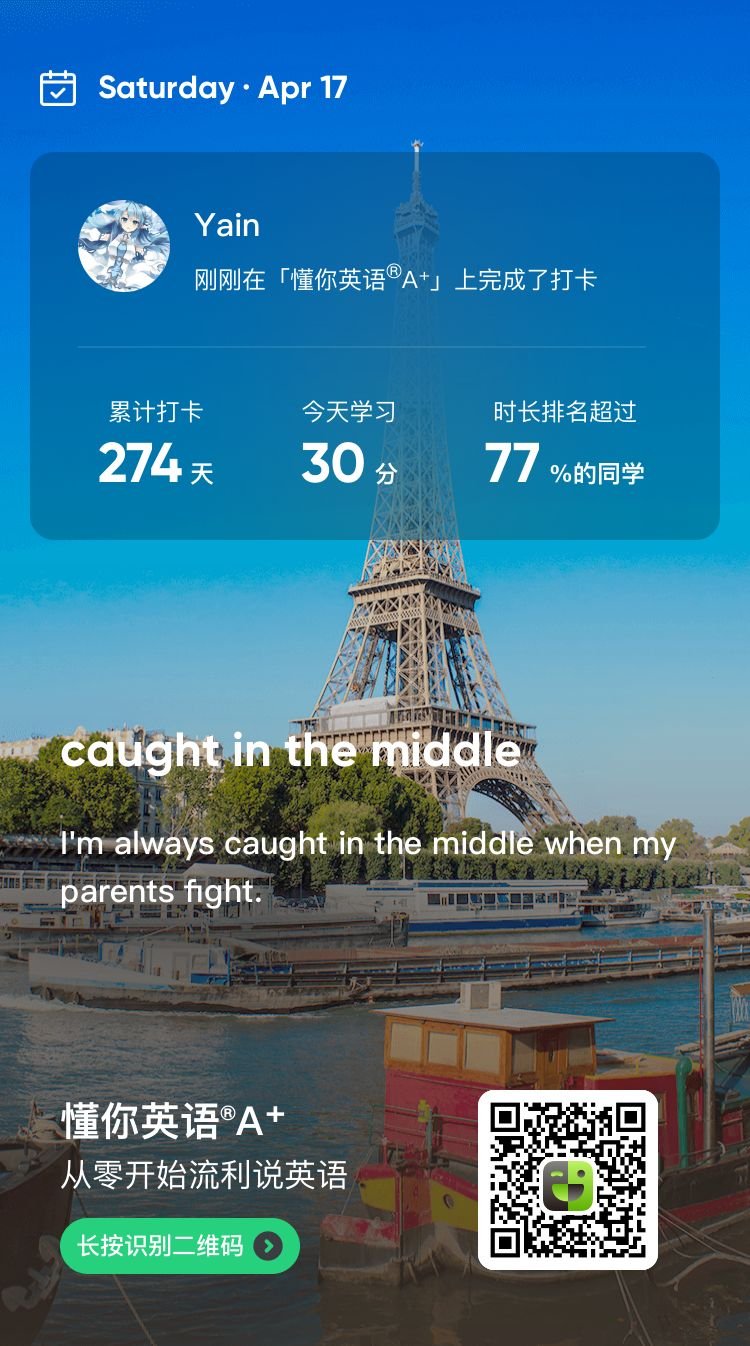 Saturday · Apr 17
Yain
刚刚在「懂你英语®A⁺」上完成了打卡
累计打卡 今天学习 时长排名超过
274 天 30 分 77 %的同学
caught in the middle
I'm always caught in the middle when my
parents fight.
懂你英语®A⁺
从零开始流利说英语
长按识别二维码